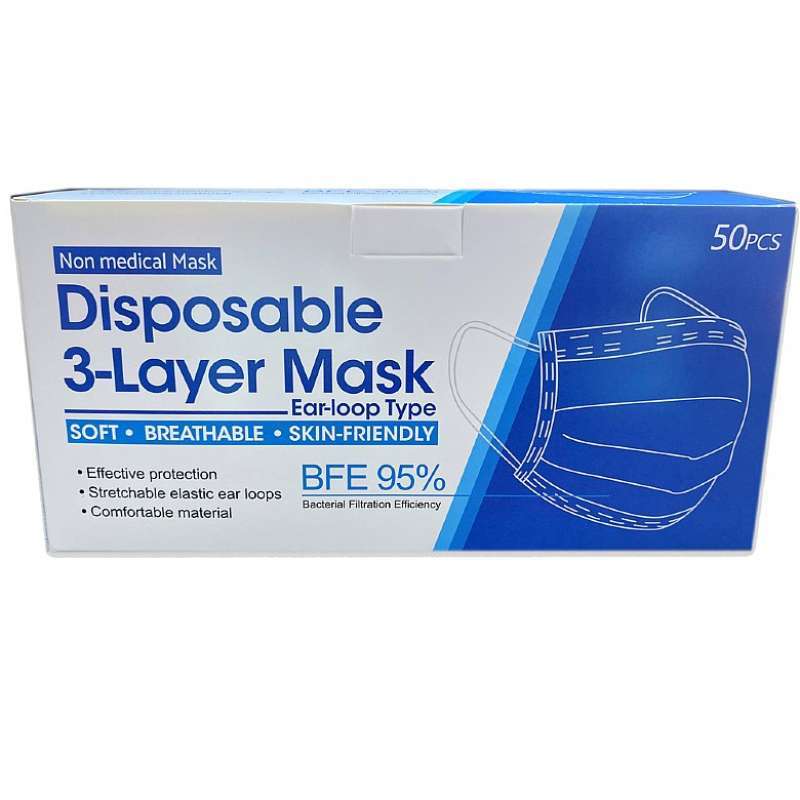 Non medical Mask
50PCS
Disposable
3-Layer Mask
Ear-loop Type
SOFT • BREATHABLE • SKIN-FRIENDLY
• Effective protection
• Stretchable elastic ear loops
• Comfortable material
BFE 95%
Bacterial Filtration Efficiency